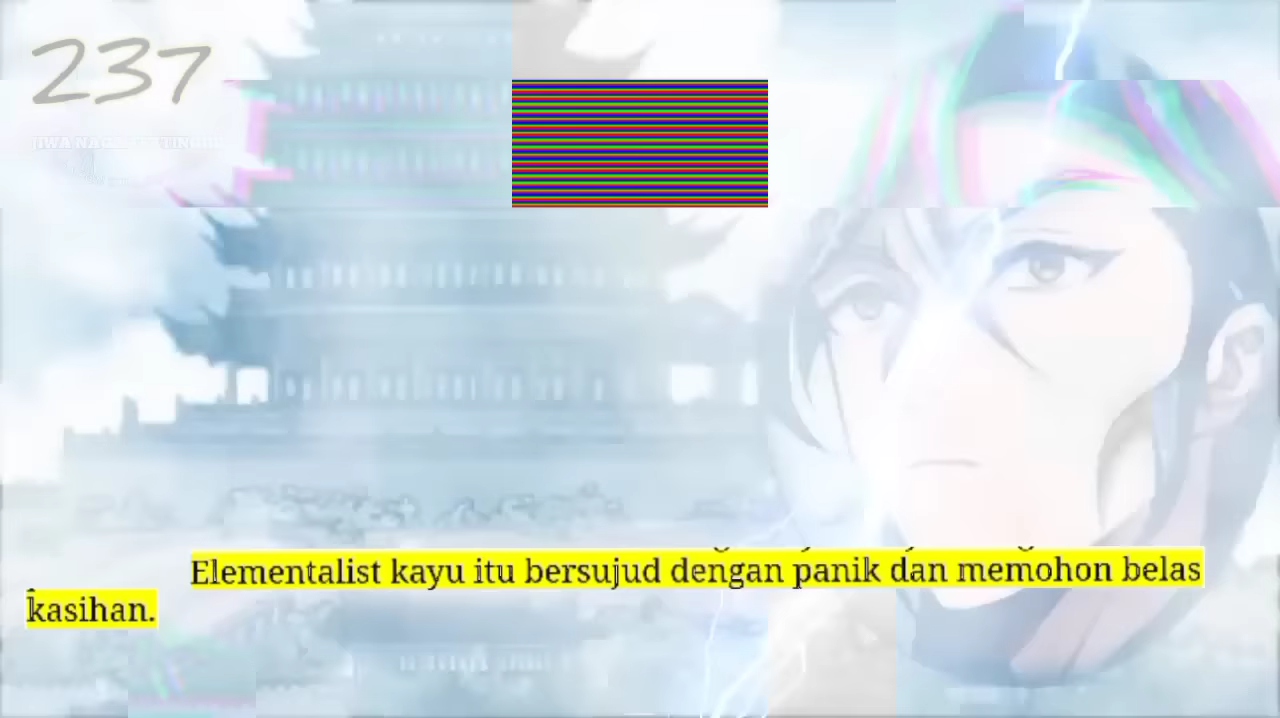 237
Elementalist kayu itu bersujud dengan panik dan memohon belas
kasihan.